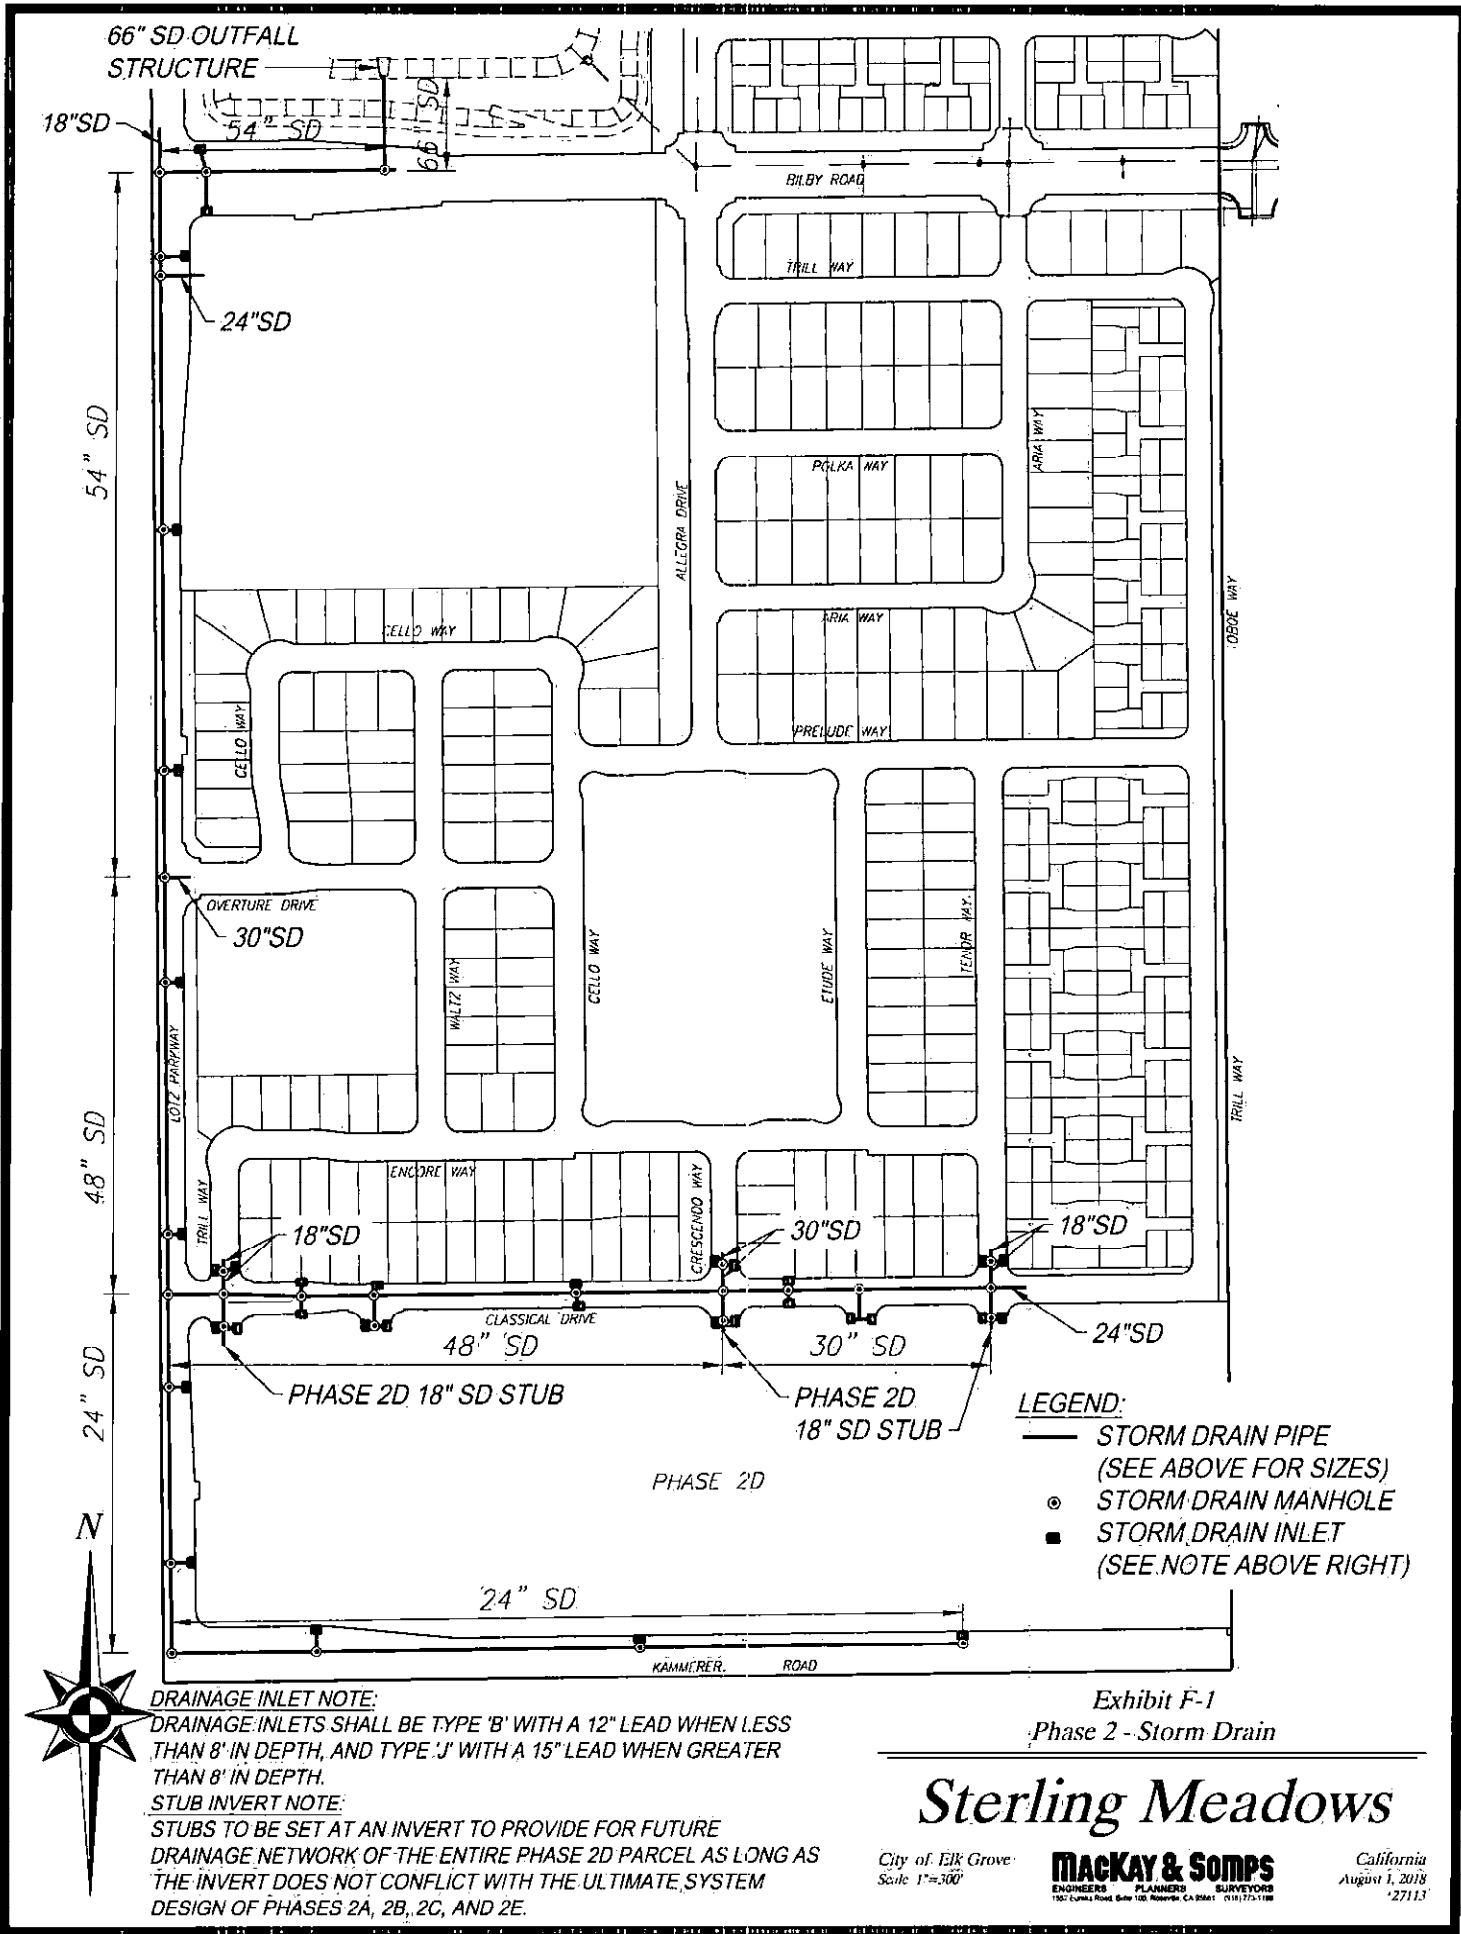 66" SD OUTFALL
STRUCTURE
18"SD
54" SD
66" SD
BILBY ROAD
TRILL WAY
24"SD
54" SD
POLKA WAY
ARIA WAY
ALLEGRA DRIVE
OBOE WAY
CELLO WAY
ARIA WAY
CELLO WAY
PRELUDE WAY
OVERTURE DRIVE
30"SD
WALTZ WAY
CELLO WAY
ETUDE WAY
TENOR WAY
LOTZ PARKWAY
TRILL WAY
48" SD
ENCORE WAY
TRILL WAY
CRESCENDO WAY
18"SD
30"SD
18"SD
CLASSICAL DRIVE
48" SD
30" SD
24"SD
24" SD
PHASE 2D 18" SD STUB
PHASE 2D
18" SD STUB
LEGEND:
STORM DRAIN PIPE
(SEE ABOVE FOR SIZES)
STORM DRAIN MANHOLE
STORM DRAIN INLET
(SEE NOTE ABOVE RIGHT)
PHASE 2D
N
24" SD
KAMMERER ROAD
DRAINAGE INLET NOTE:
DRAINAGE INLETS SHALL BE TYPE 'B' WITH A 12" LEAD WHEN LESS
THAN 8' IN DEPTH, AND TYPE 'J' WITH A 15" LEAD WHEN GREATER
THAN 8' IN DEPTH.
STUB INVERT NOTE:
STUBS TO BE SET AT AN INVERT TO PROVIDE FOR FUTURE
DRAINAGE NETWORK OF THE ENTIRE PHASE 2D PARCEL AS LONG AS
THE INVERT DOES NOT CONFLICT WITH THE ULTIMATE SYSTEM
DESIGN OF PHASES 2A, 2B, 2C, AND 2E.
Exhibit F-1
Phase 2 - Storm Drain
Sterling Meadows
City of Elk Grove
Scale 1"=300'
MACKAY & SOMPS
ENGINEERS PLANNERS SURVEYORS
California
August 1, 2018
27113